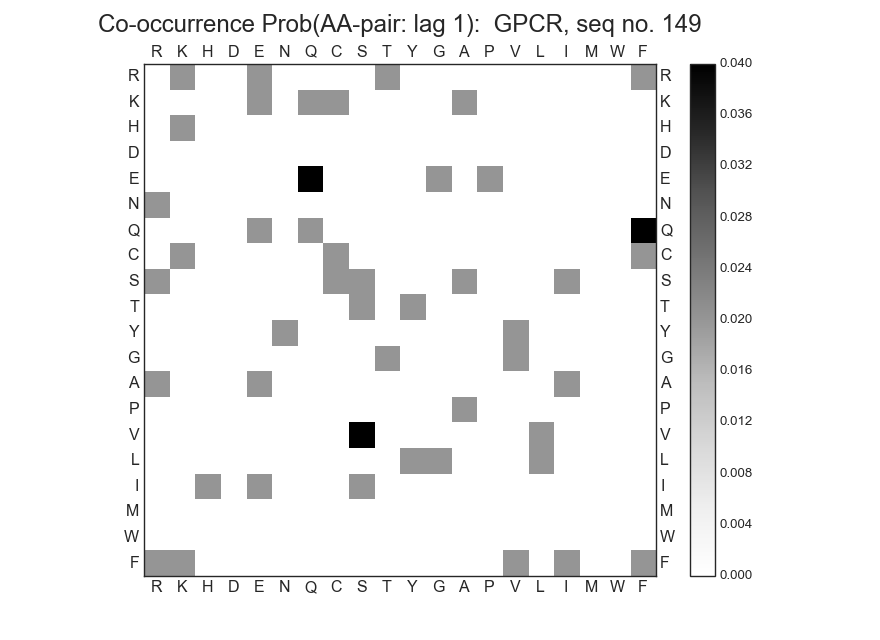 Co-occurrence Prob(AA-pair: lag 1):  GPCR, seq no. 149
R K H D E N Q C S T Y G A P V L I M W F
R R
K K
H H
D D
E E
N N
Q Q
C C
S S
T T
Y Y
G G
A A
P P
V V
L L
I I
M M
W W
F F
R K H D E N Q C S T Y G A P V L I M W F
0.040
0.036
0.032
0.028
0.024
0.020
0.016
0.012
0.008
0.004
0.000